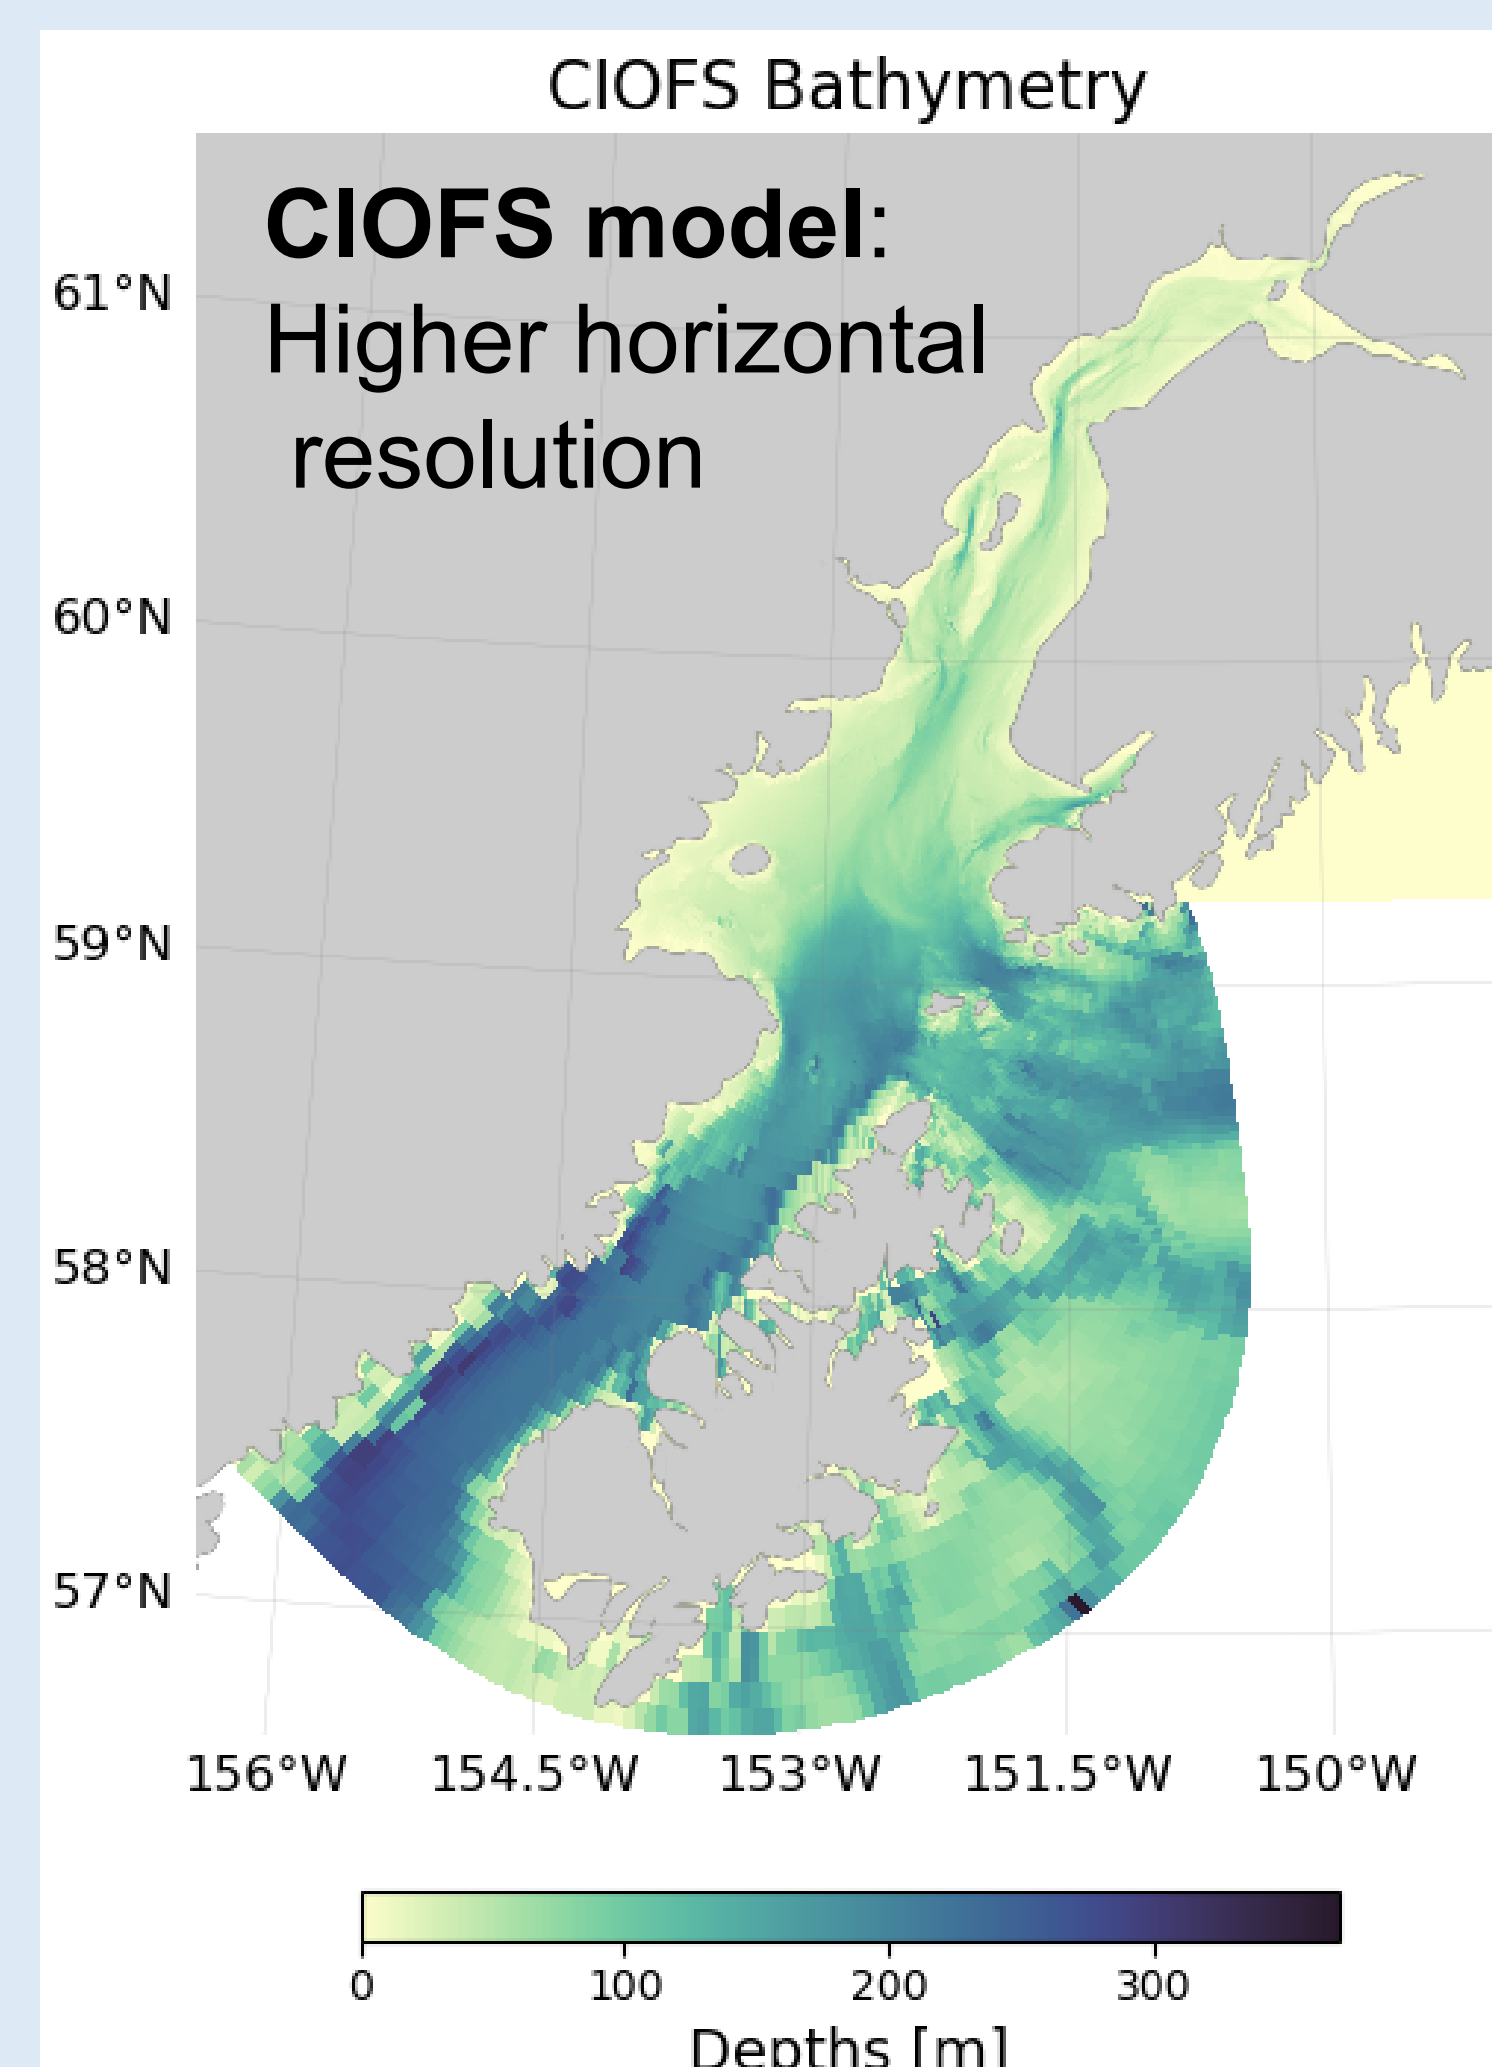 CIOFS Bathymetry
CIOFS model:
Higher horizontal
resolution
61°N
60°N
59°N
58°N
57°N
156°W 154.5°W 153°W 151.5°W 150°W
0 100 200 300
Depths [m]